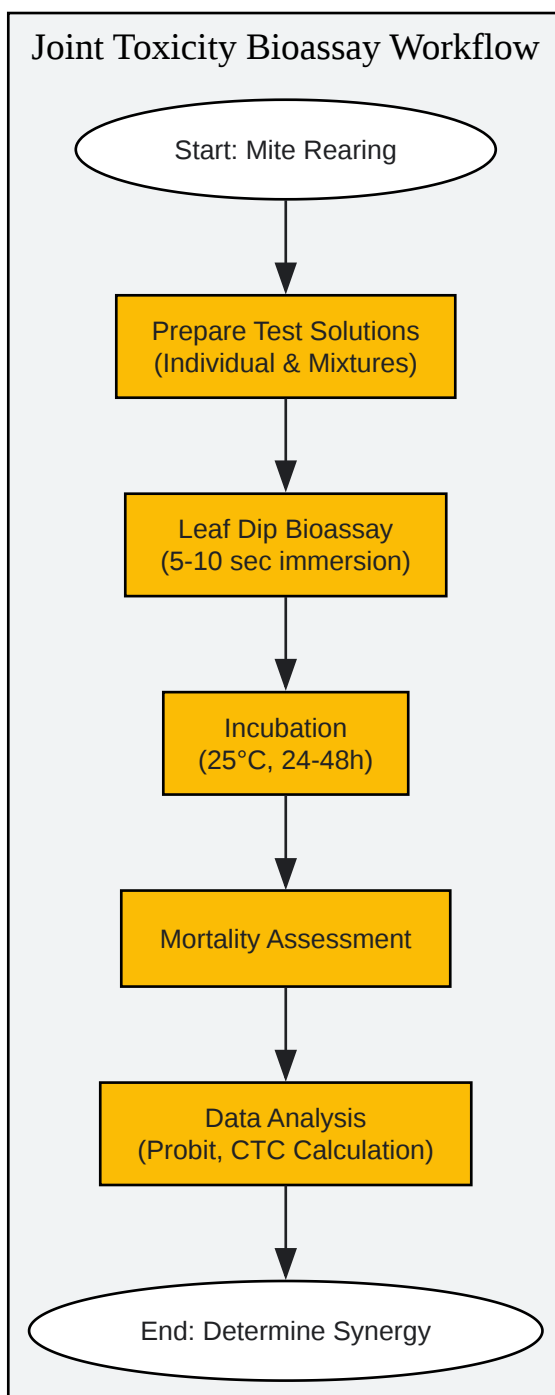 Joint Toxicity Bioassay Workflow
Start: Mite Rearing
Prepare Test Solutions
(Individual & Mixtures)
Leaf Dip Bioassay
(5-10 sec immersion)
Incubation
(25°C, 24-48h)
Mortality Assessment
Data Analysis
(Probit, CTC Calculation)
End: Determine Synergy